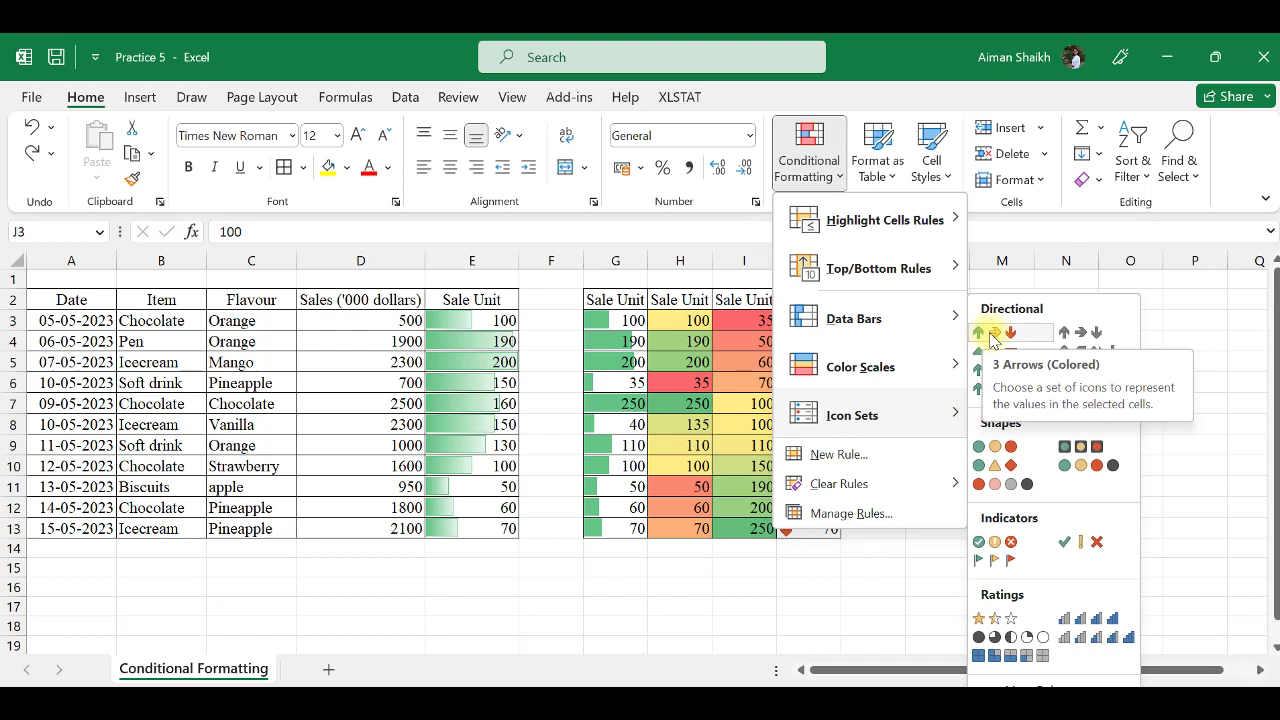 Practice 5 - Excel
Search
Aiman Shaikh
File Home Insert Draw Page Layout Formulas Data Review View Add-ins Help XLSTAT
Share
Paste
Times New Roman 12
B I U
General
Conditional Formatting
Format as Table
Cell Styles
Insert
Delete
Format
Sort & Filter
Find & Select
Undo Clipboard Font Alignment Number Cells Editing
J3 fx 100
A B C D E F G H I M N O P Q
1
2 Date Item Flavour Sales ('000 dollars) Sale Unit Sale Unit Sale Unit Sale Unit
3 05-05-2023 Chocolate Orange 500 100 100 100 35
4 06-05-2023 Pen Orange 1900 190 190 190 50
5 07-05-2023 Icecream Mango 2300 200 200 200 60
6 10-05-2023 Soft drink Pineapple 700 150 35 35 70
7 09-05-2023 Chocolate Chocolate 2500 160 250 250 100
8 10-05-2023 Icecream Vanilla 2300 150 40 135 100
9 11-05-2023 Soft drink Orange 1000 130 110 110 110
10 12-05-2023 Chocolate Strawberry 1600 100 100 100 150
11 13-05-2023 Biscuits apple 950 50 50 50 190
12 14-05-2023 Chocolate Pineapple 1800 60 60 60 200
13 15-05-2023 Icecream Pineapple 2100 70 70 70 250 70
14
15
16
17
18
19
Highlight Cells Rules
Top/Bottom Rules
Data Bars
Color Scales
Icon Sets
New Rule...
Clear Rules
Manage Rules...
Directional
3 Arrows (Colored)
Choose a set of icons to represent
the values in the selected cells.
Shapes
Indicators
Ratings
Conditional Formatting